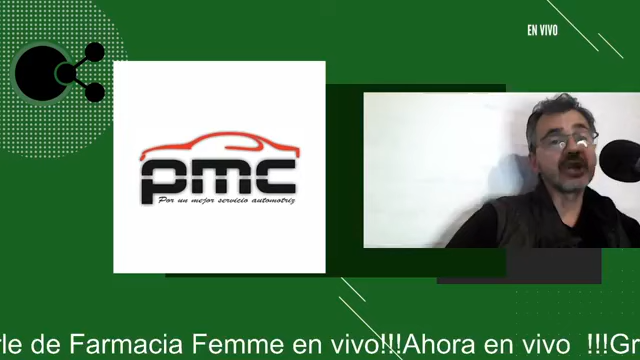 EN VIVO
pmc
Por un mejor servicio automotriz
rle de Farmacia Femme en vivo!!!Ahora en vivo !!!Gr